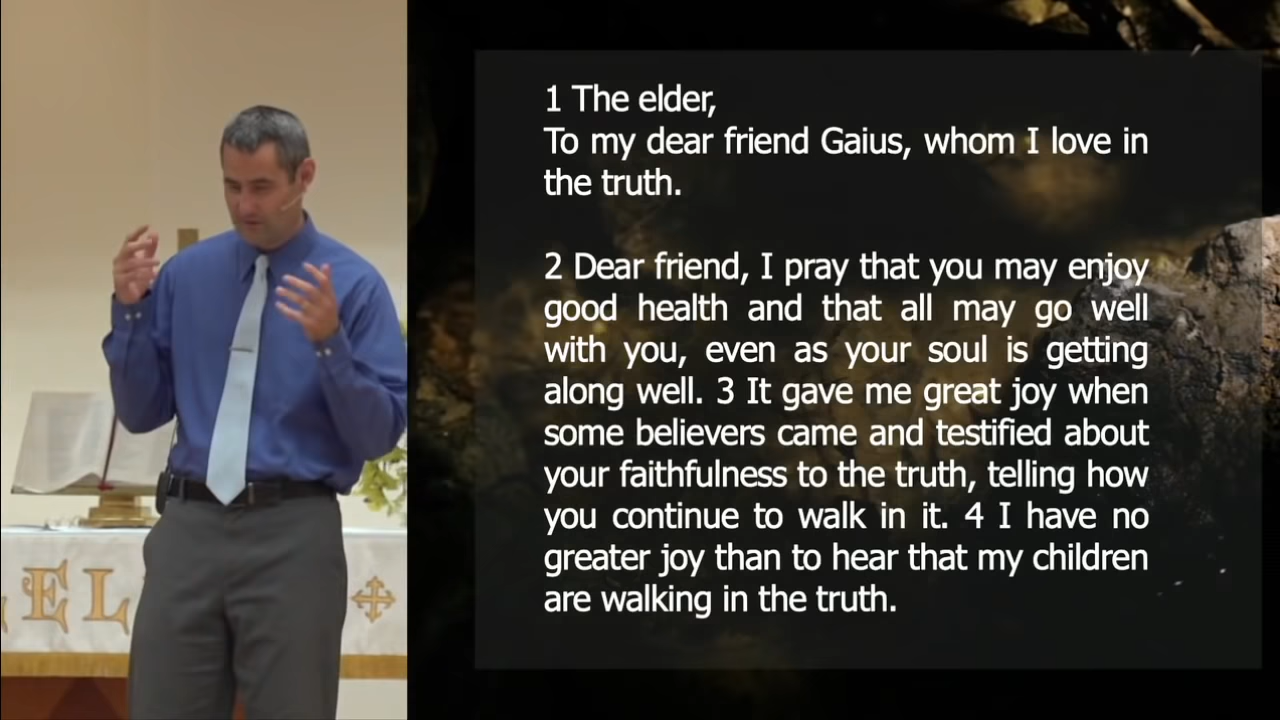 1 The elder,
To my dear friend Gaius, whom I love in
the truth.
2 Dear friend, I pray that you may enjoy
good health and that all may go well
with you, even as your soul is getting
along well. 3 It gave me great joy when
some believers came and testified about
your faithfulness to the truth, telling how
you continue to walk in it. 4 I have no
greater joy than to hear that my children
are walking in the truth.
EL